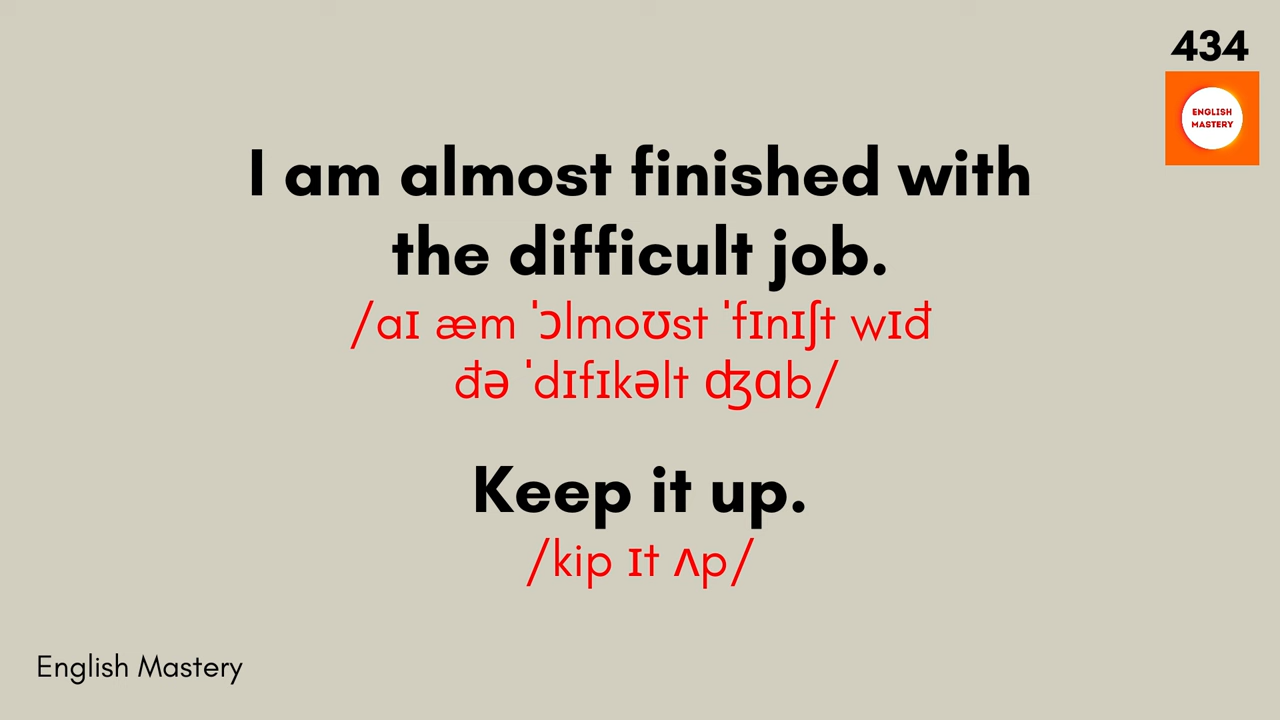 434
ENGLISH
MASTERY
I am almost finished with
the difficult job.
/aɪ æm ˈɔlmoʊst ˈfɪnɪʃt wɪđ
đə ˈdɪfɪkəlt ʤɑb/
Keep it up.
/kip ɪt ʌp/
English Mastery